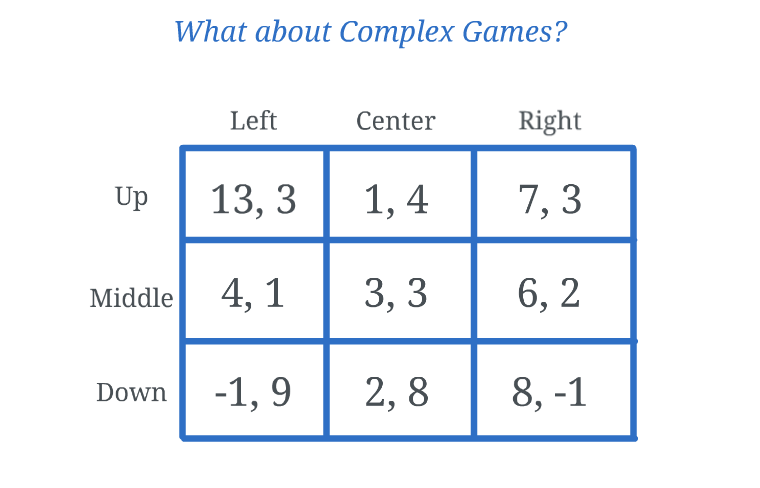 What about Complex Games?
Left Center Right
Up 13, 3 1, 4 7, 3
Middle 4, 1 3, 3 6, 2
Down -1, 9 2, 8 8, -1